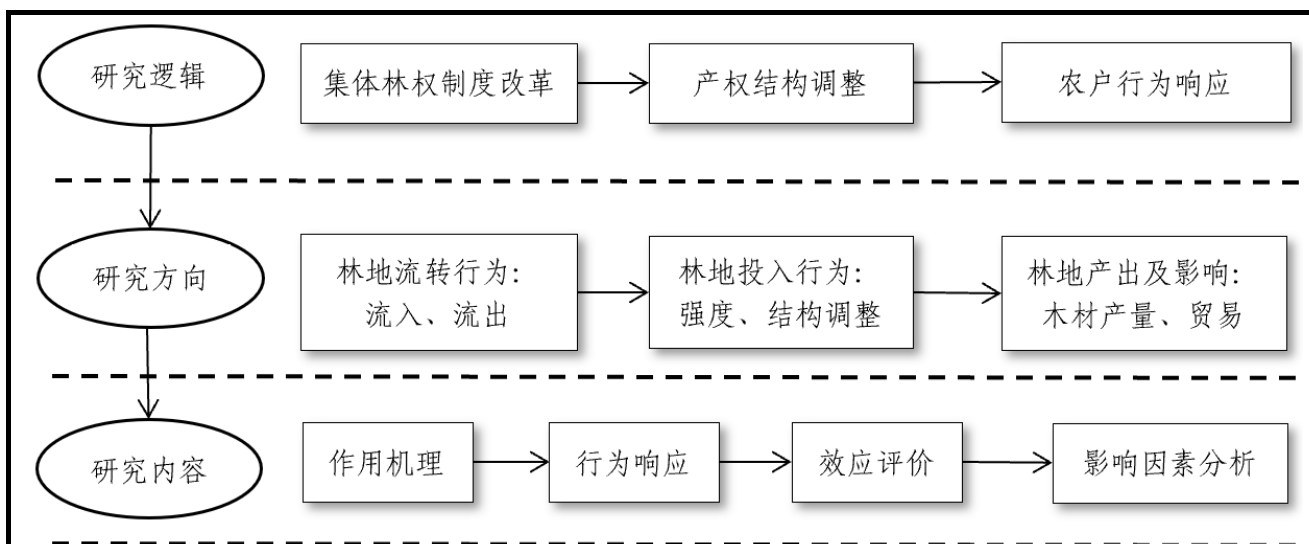 研究逻辑
集体林权制度改革
产权结构调整
农户行为响应
研究方向
林地流转行为:
流入、流出
林地投入行为:
强度、结构调整
林地产出及影响:
木材产量、贸易
研究内容
作用机理
行为响应
效应评价
影响因素分析